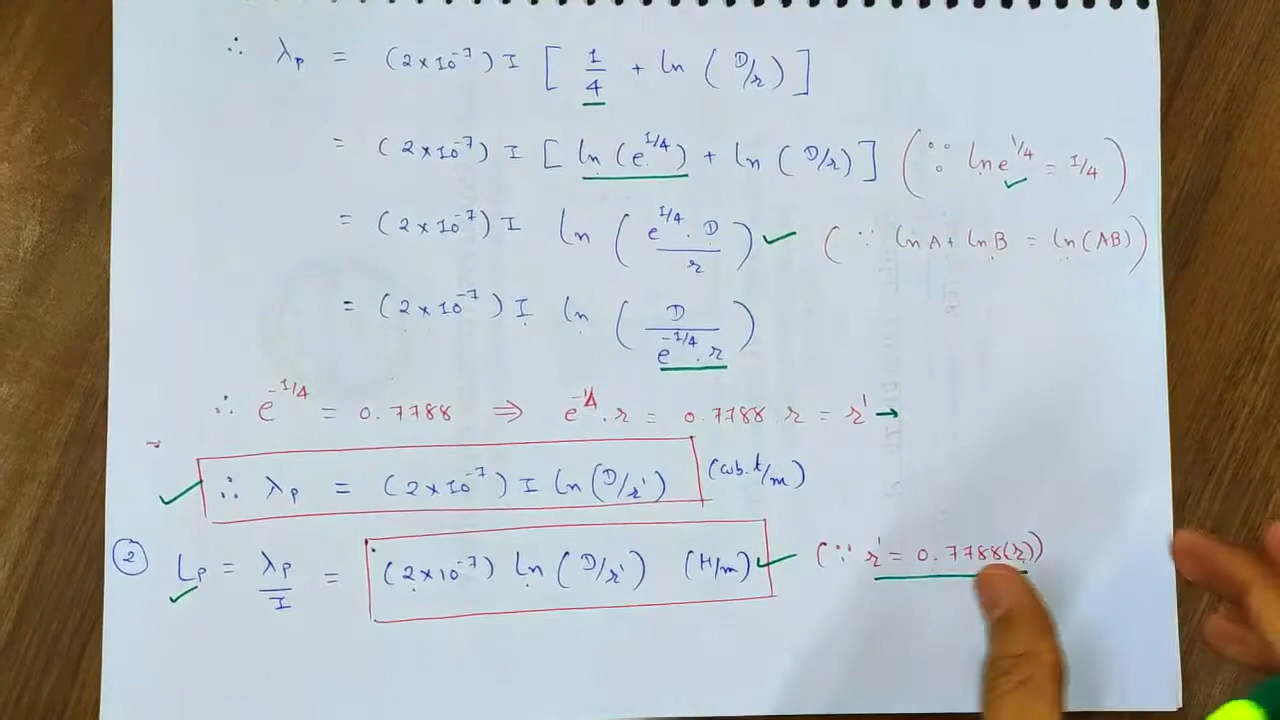 ∴ λp = (2×10⁻⁷) I [ 1/4 + ln (D/r) ]
= (2×10⁻⁷) I [ ln (e^1/4) + ln (D/r) ] (∵ ln e^1/4 = 1/4)
= (2×10⁻⁷) I ln ( e^1/4 . D / r ) ✓ (∵ ln A + ln B = ln (AB))
= (2×10⁻⁷) I ln ( D / e^-1/4 . r )
∴ e^-1/4 = 0.7788 ⇒ e^-1/4 . r = 0.7788 . r = r' →
✓ ∴ λp = (2×10⁻⁷) I ln (D/r') (wb.t/m)
② Lp = λp / I = (2×10⁻⁷) ln (D/r') (H/m) ✓ (∵ r' = 0.7788(r))